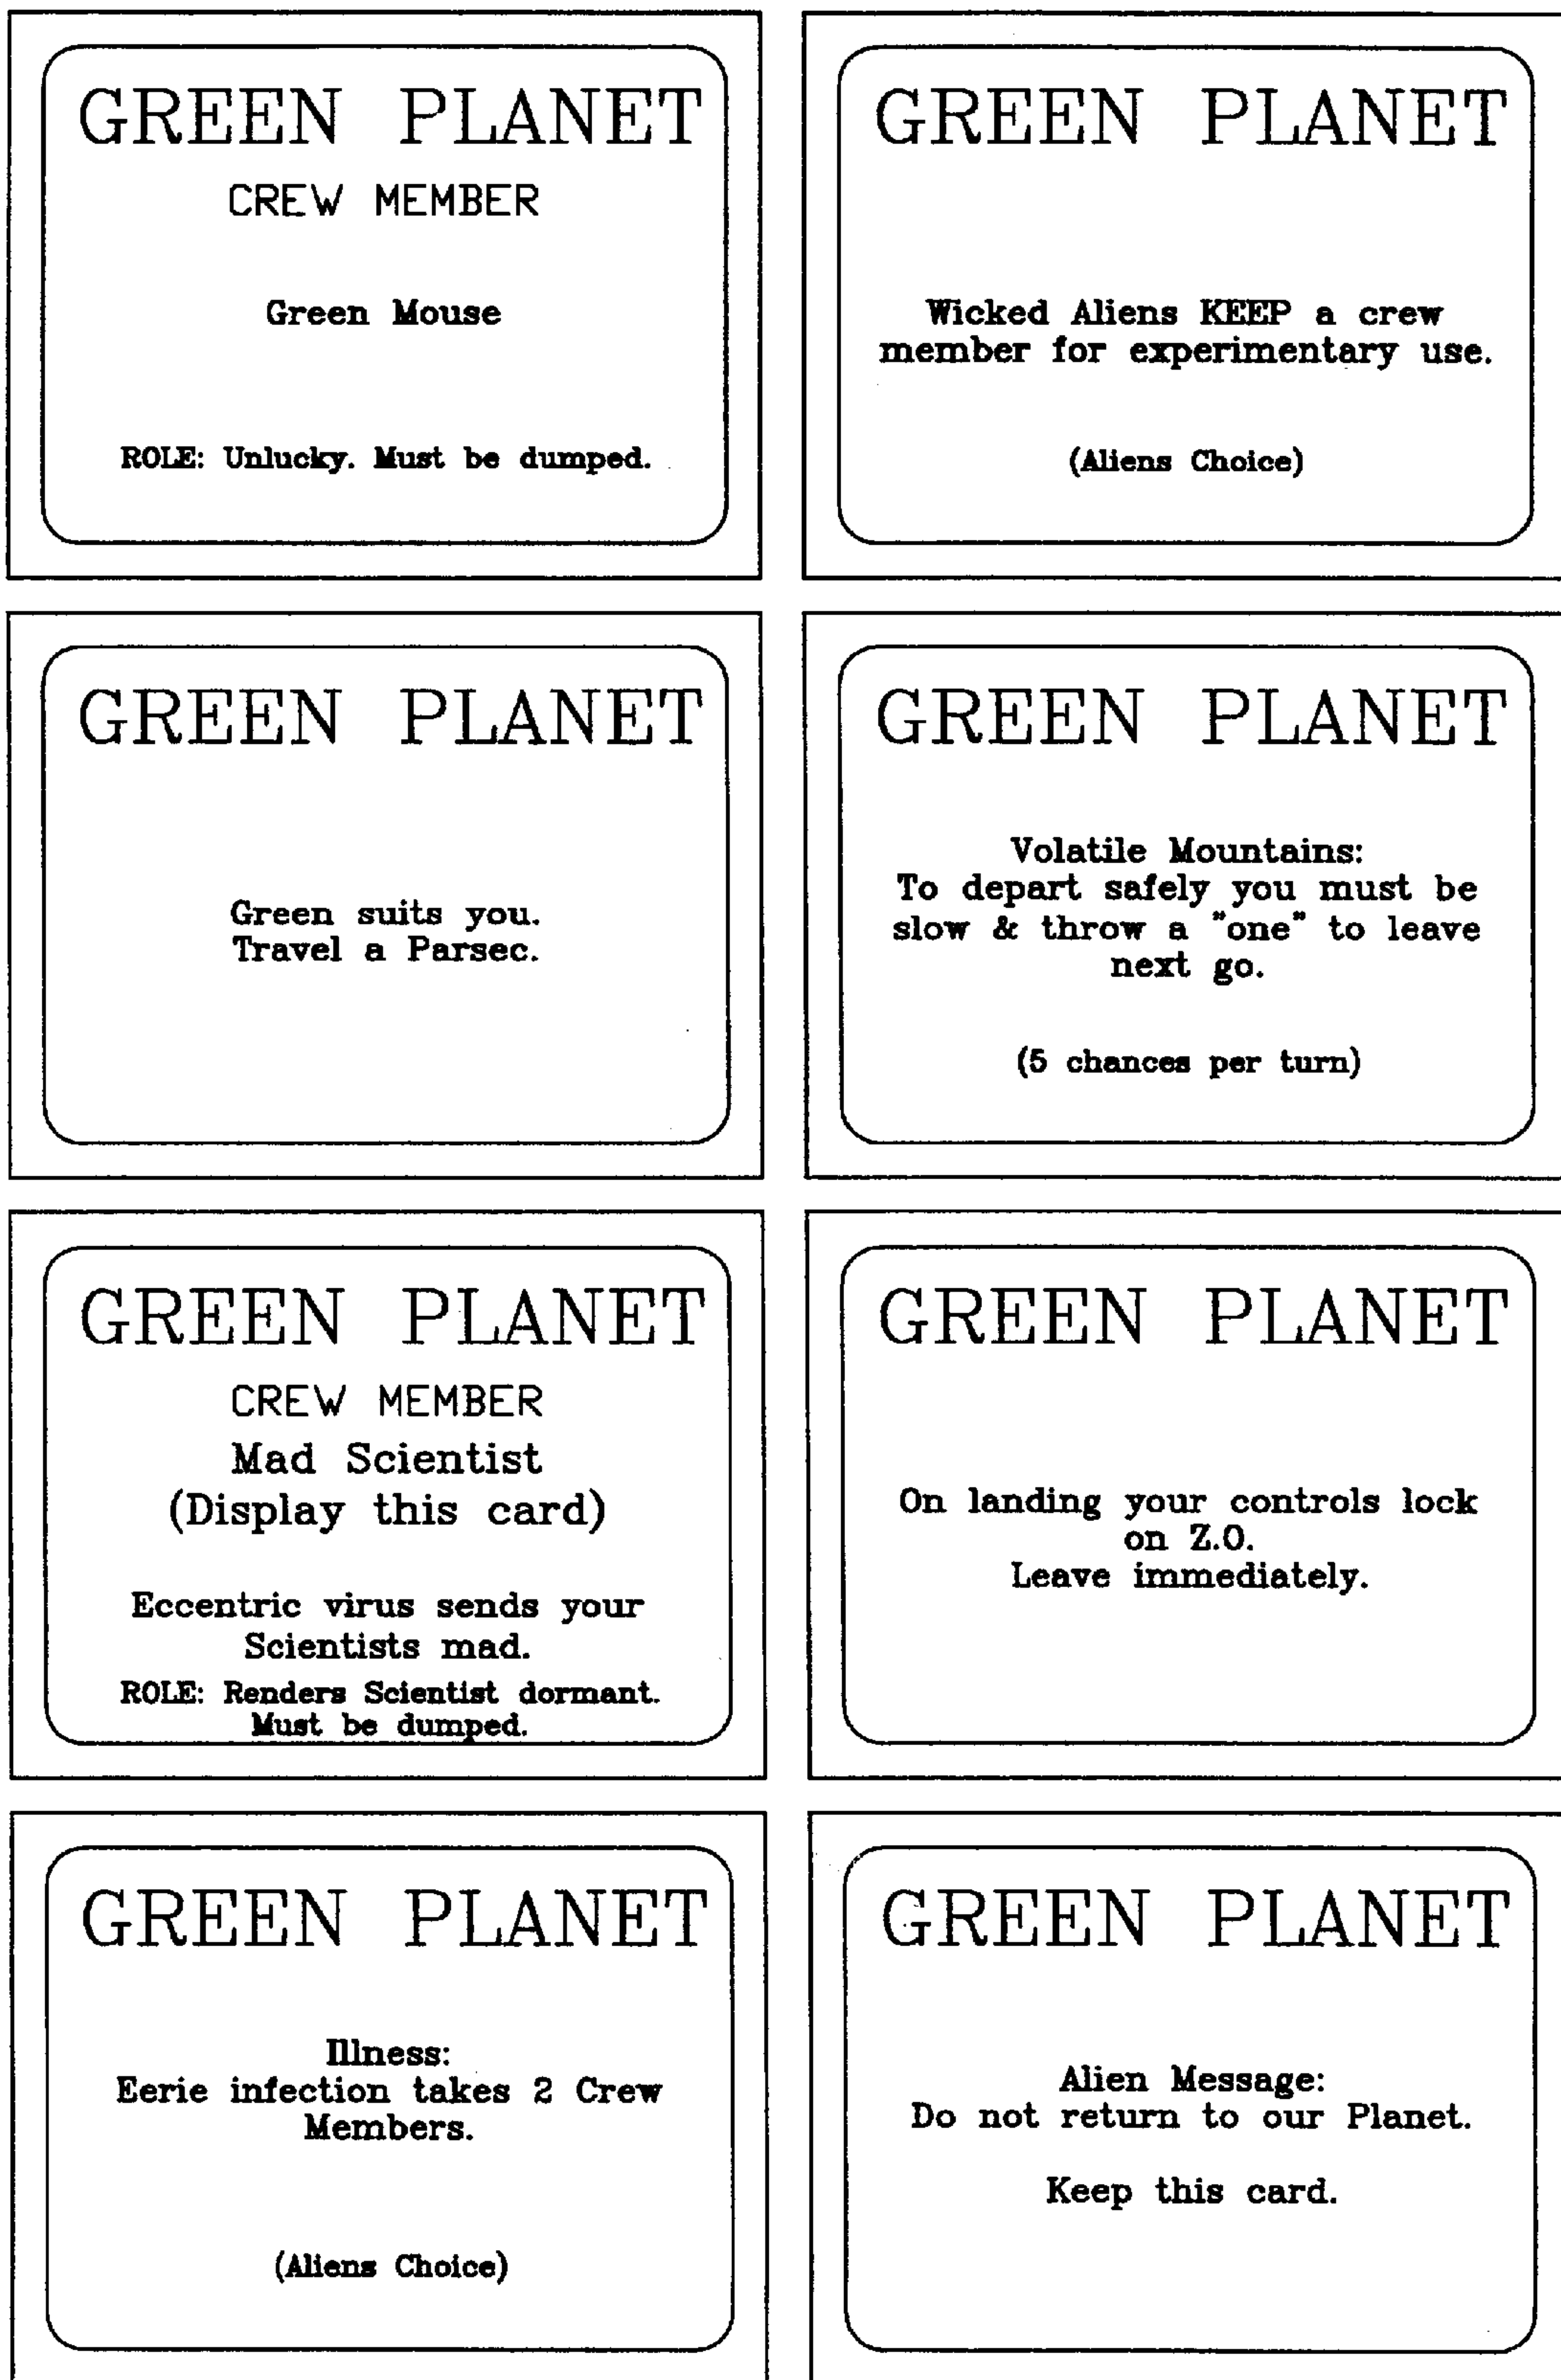 GREEN PLANET
CREW MEMBER
Green Mouse
ROLE: Unlucky. Must be dumped.
GREEN PLANET
Wicked Aliens KEEP a crew
member for experimentary use.
(Aliens Choice)
GREEN PLANET
Green suits you.
Travel a Parsec.
GREEN PLANET
Volatile Mountains:
To depart safely you must be
slow & throw a "one" to leave
next go.
(5 chances per turn)
GREEN PLANET
CREW MEMBER
Mad Scientist
(Display this card)
Eccentric virus sends your
Scientists mad.
ROLE: Renders Scientist dormant.
Must be dumped.
GREEN PLANET
On landing your controls lock
on Z.O.
Leave immediately.
GREEN PLANET
Illness:
Eerie infection takes 2 Crew
Members.
(Aliens Choice)
GREEN PLANET
Alien Message:
Do not return to our Planet.
Keep this card.